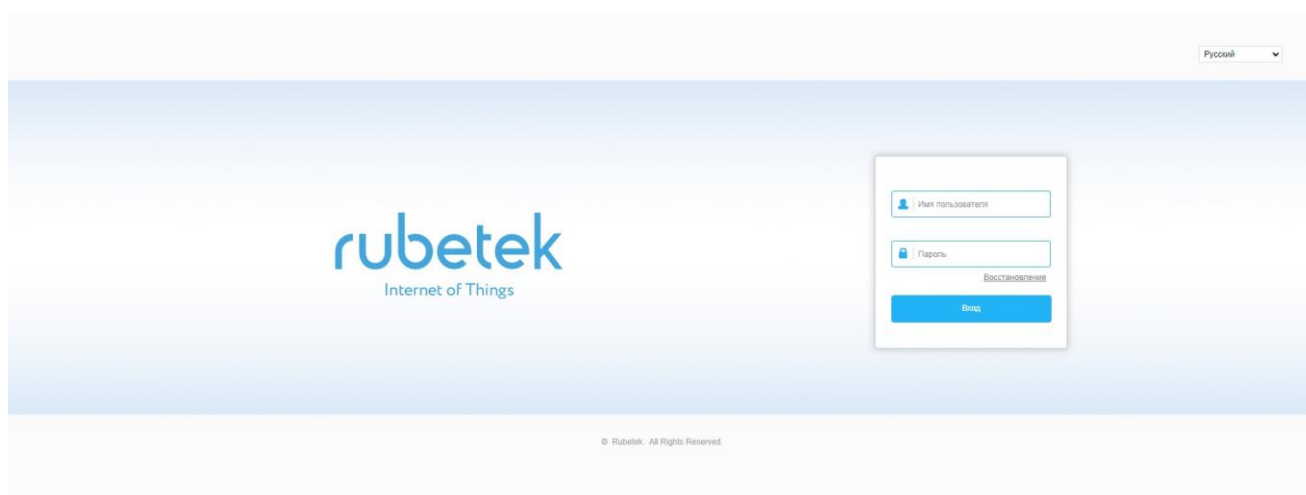 Русский
rubetek
Internet of Things
Имя пользователя
Пароль
Восстановление
Вход
© Rubetek. All Rights Reserved.